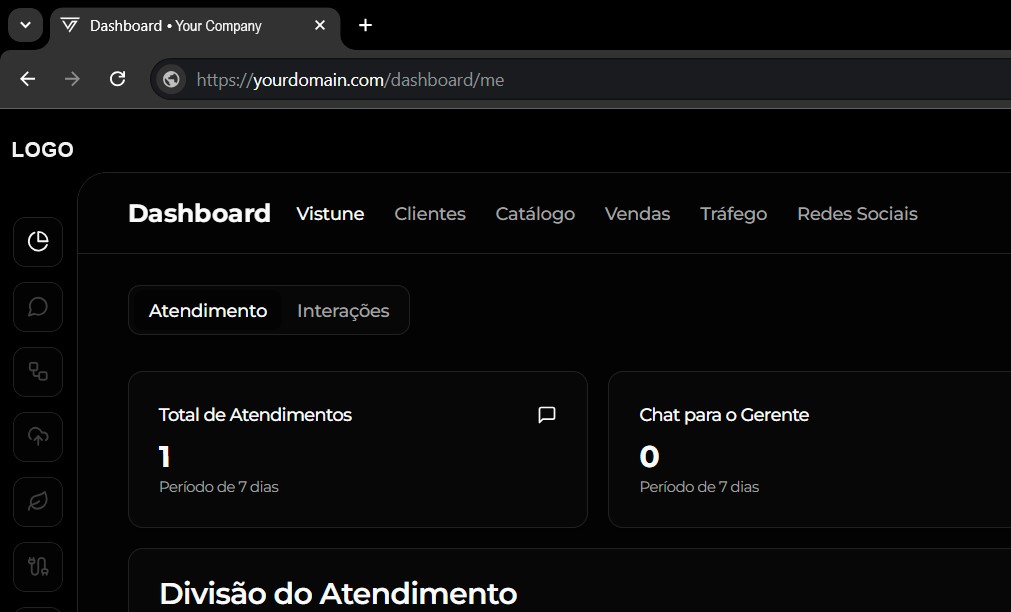 Dashboard • Your Company
https://yourdomain.com/dashboard/me
LOGO
Dashboard Vistune Clientes Catálogo Vendas Tráfego Redes Sociais
Atendimento Interações
Total de Atendimentos
1
Período de 7 dias
Chat para o Gerente
0
Período de 7 dias
Divisão do Atendimento